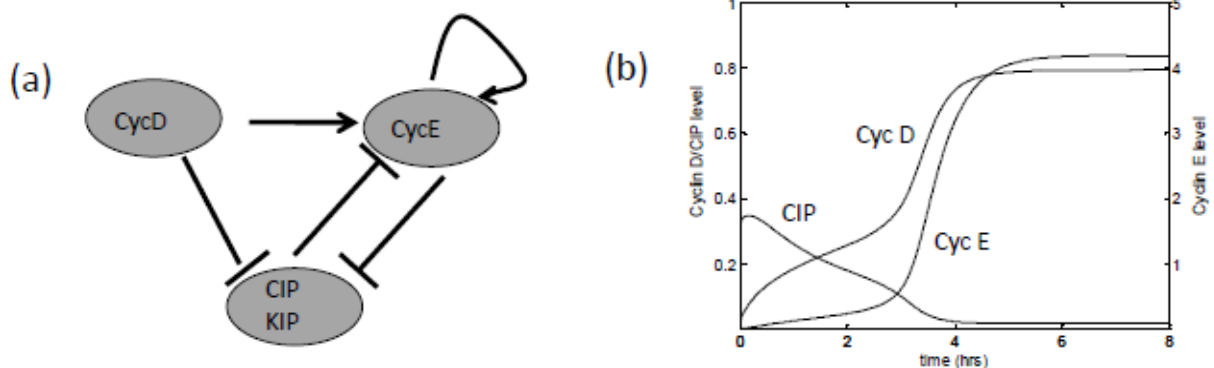 (a)
CycD
CycE
CIP
KIP
(b)
Cyclin D/CIP level
1
0.8
0.6
0.4
0.2
Cyc D
CIP
Cyc E
0
2
4
6
8
time (hrs)
5
4
3
2
1
Cyclin E level